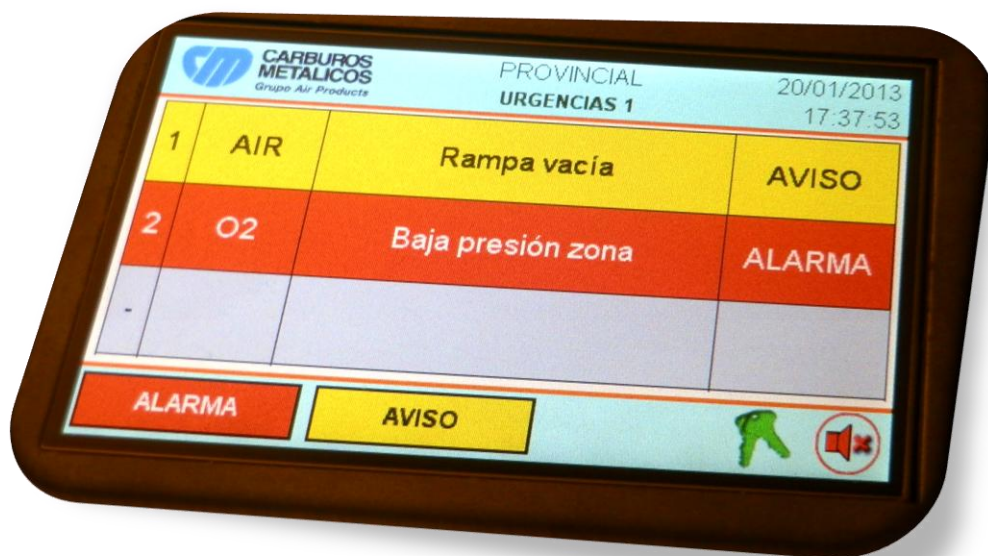 CARBUROS
METALICOS
Grupo Air Products
PROVINCIAL
URGENCIAS 1
20/01/2013
17:37:53
1 AIR Rampa vacía AVISO
2 O2 Baja presión zona ALARMA
-
ALARMA AVISO